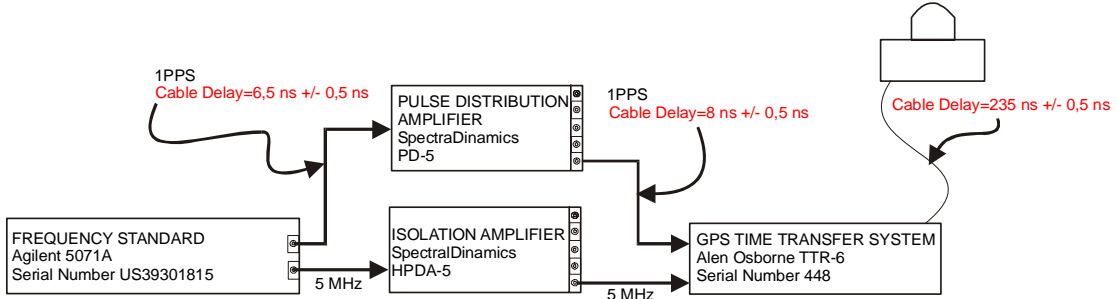 1PPS
Cable Delay=6,5 ns +/- 0,5 ns
PULSE DISTRIBUTION
AMPLIFIER
SpectraDinamics
PD-5
1PPS
Cable Delay=8 ns +/- 0,5 ns
Cable Delay=235 ns +/- 0,5 ns
FREQUENCY STANDARD
Agilent 5071A
Serial Number US39301815
5 MHz
ISOLATION AMPLIFIER
SpectralDinamics
HPDA-5
5 MHz
GPS TIME TRANSFER SYSTEM
Alen Osborne TTR-6
Serial Number 448